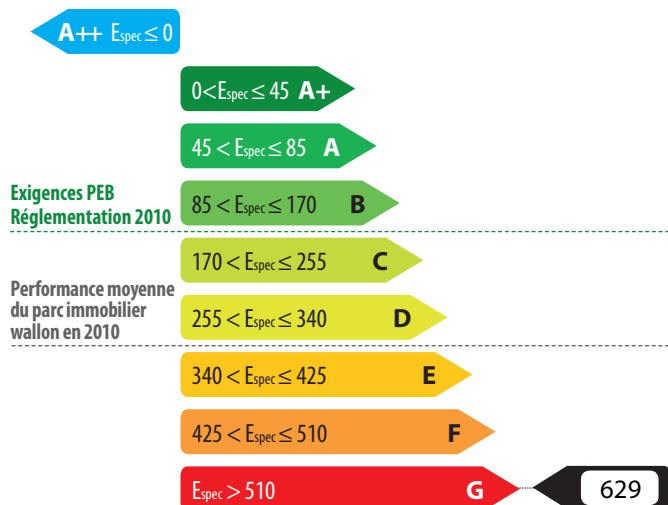 A++ Espec ≤ 0
0<Espec ≤ 45 A+
45 < Espec ≤ 85 A
Exigences PEB
Réglementation 2010
85 < Espec ≤ 170 B
170 < Espec ≤ 255 C
Performance moyenne
du parc immobilier
wallon en 2010
255 < Espec ≤ 340 D
340 < Espec ≤ 425 E
425 < Espec ≤ 510 F
Espec > 510 G 629